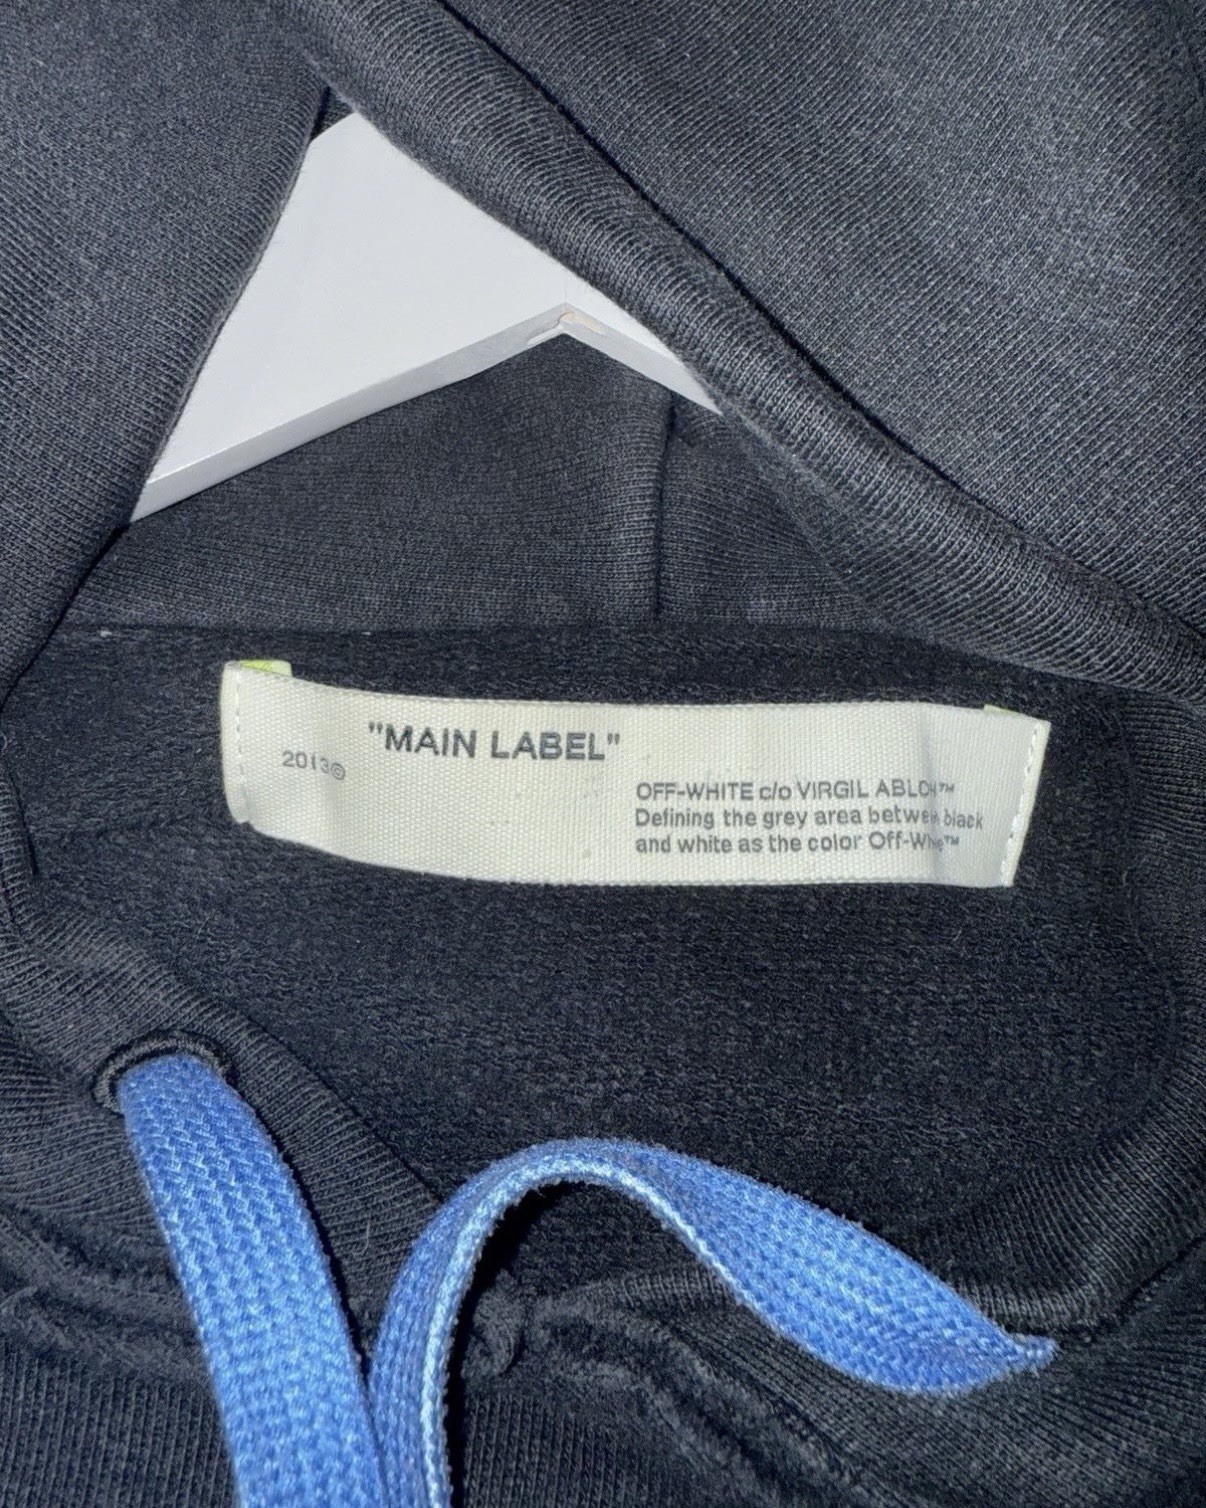 "MAIN LABEL"
2013©
OFF-WHITE c/o VIRGIL ABLOH™
Defining the grey area between black
and white as the color Off-White™